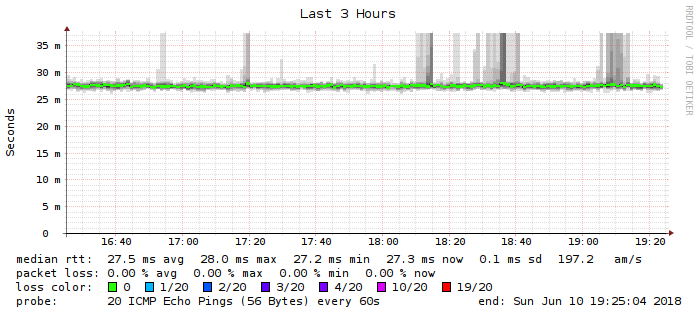 Last 3 Hours
RRDTOOL / TOBI OETIKER
Seconds
35 m
30 m
25 m
20 m
15 m
10 m
5 m
0
16:40 17:00 17:20 17:40 18:00 18:20 18:40 19:00 19:20
median rtt: 27.5 ms avg 28.0 ms max 27.2 ms min 27.3 ms now 0.1 ms sd 197.2 am/s
packet loss: 0.00 % avg 0.00 % max 0.00 % min 0.00 % now
loss color: 0 1/20 2/20 3/20 4/20 10/20 19/20
probe: 20 ICMP Echo Pings (56 Bytes) every 60s end: Sun Jun 10 19:25:04 2018